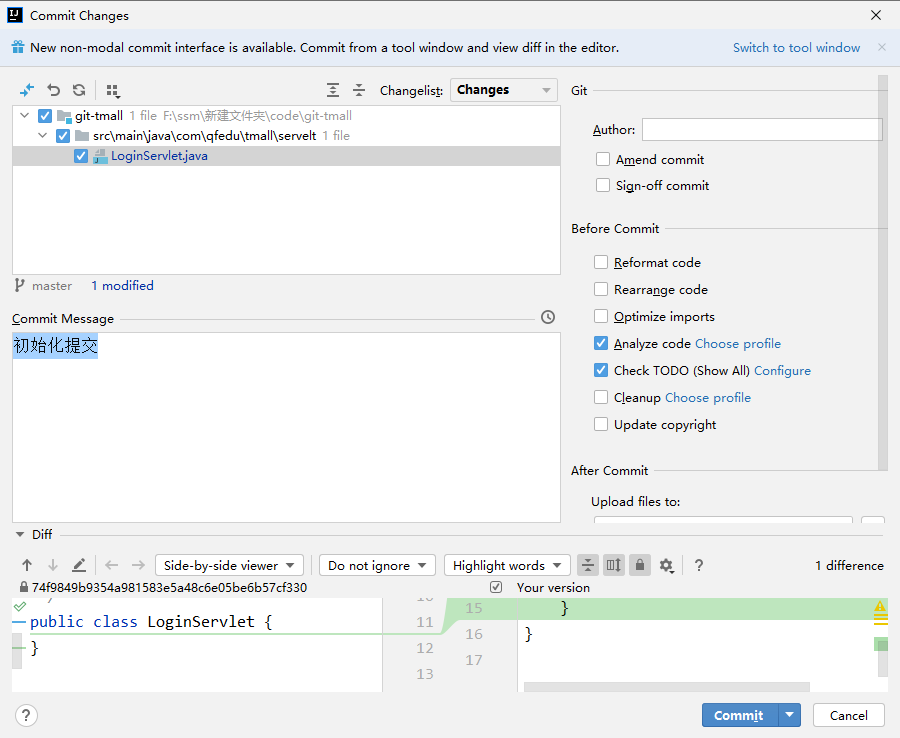 Commit Changes
New non-modal commit interface is available. Commit from a tool window and view diff in the editor.
Switch to tool window
Changelist:
Changes
git-tmall 1 file F:\ssm\新建文件夹\code\git-tmall
src\main\java\com\qfedu\tmall\servelt 1 file
LoginServlet.java
master 1 modified
Commit Message
初始化提交
Git
Author:
Amend commit
Sign-off commit
Before Commit
Reformat code
Rearrange code
Optimize imports
Analyze code Choose profile
Check TODO (Show All) Configure
Cleanup Choose profile
Update copyright
After Commit
Upload files to:
Diff
Side-by-side viewer
Do not ignore
Highlight words
?
1 difference
74f9849b9354a981583e5a48c6e05be6b57cf330
Your version
public class LoginServlet { 11
} 12
13
15 }
16 }
17
?
Commit
Cancel